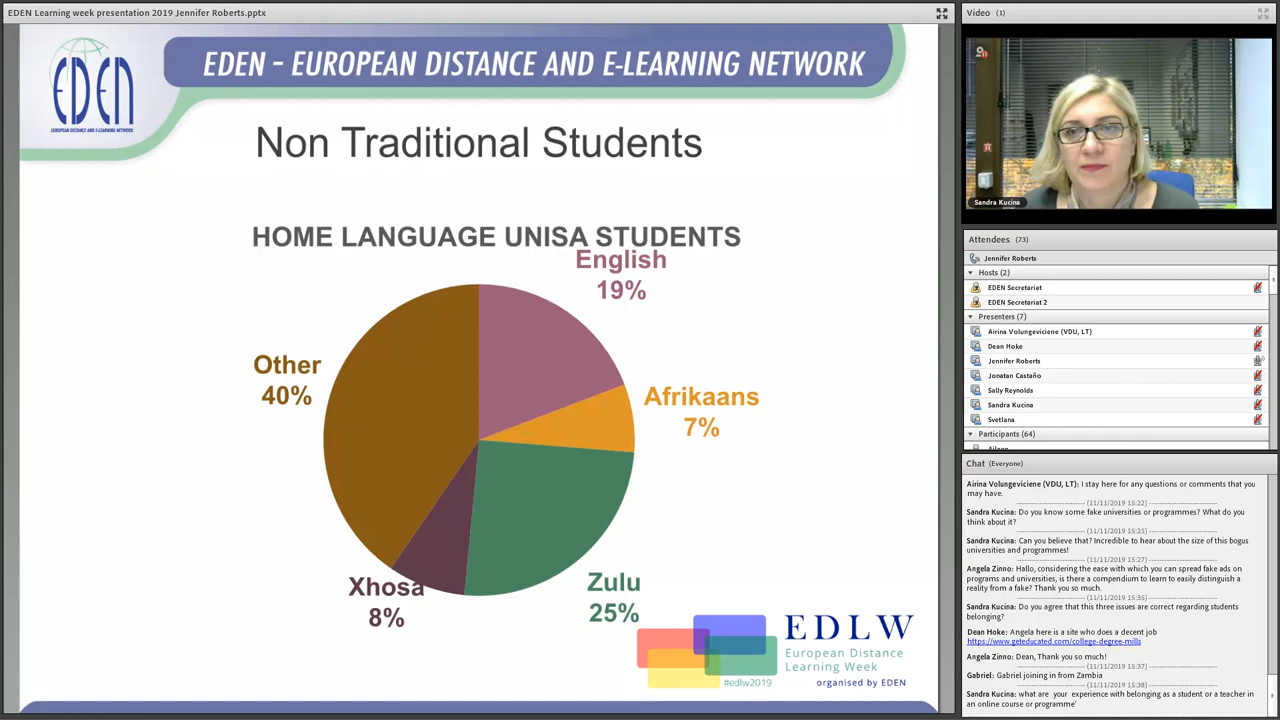 EDEN Learning week presentation 2019 Jennifer Roberts.pptx
EDEN
EUROPEAN DISTANCE AND E-LEARNING NETWORK
EDEN – EUROPEAN DISTANCE AND E-LEARNING NETWORK
Non Traditional Students
HOME LANGUAGE UNISA STUDENTS
English
19%
Other
40%
Afrikaans
7%
Xhosa
8%
Zulu
25%
EDLW
European Distance
Learning Week
#edlw2019
organised by EDEN
Video (1)
Sandra Kucina
Attendees (73)
Jennifer Roberts
Hosts (2)
EDEN Secretariat
EDEN Secretariat 2
Presenters (7)
Airina Volungeviciene (VDU, LT)
Dean Hoke
Jennifer Roberts
Jonatan Castaño
Sally Reynolds
Sandra Kucina
Svetlana
Participants (64)
Chat (Everyone)
Airina Volungeviciene (VDU, LT): I stay here for any questions or comments that you
may have.
(11/11/2019 15:22)
Sandra Kucina: Do you know some fake universities or programmes? What do you
think about it?
(11/11/2019 15:25)
Sandra Kucina: Can you believe that? Incredible to hear about the size of this bogus
universities and programmes!
(11/11/2019 15:27)
Angela Zinno: Hallo, considering the ease with which you can spread fake ads on
programs and universities, is there a compendium to learn to easily distinguish a
reality from a fake? Thank you so much.
(11/11/2019 15:35)
Sandra Kucina: Do you agree that this three issues are correct regarding students
belonging?
Dean Hoke: Angela here is a site who does a decent job
https://www.geteducated.com/college-degree-mills
Angela Zinno: Dean, Thank you so much!
(11/11/2019 15:37)
Gabriel: Gabriel joining in from Zambia
(11/11/2019 15:38)
Sandra Kucina: what are your experience with belonging as a student or a teacher in
an online course or programme'